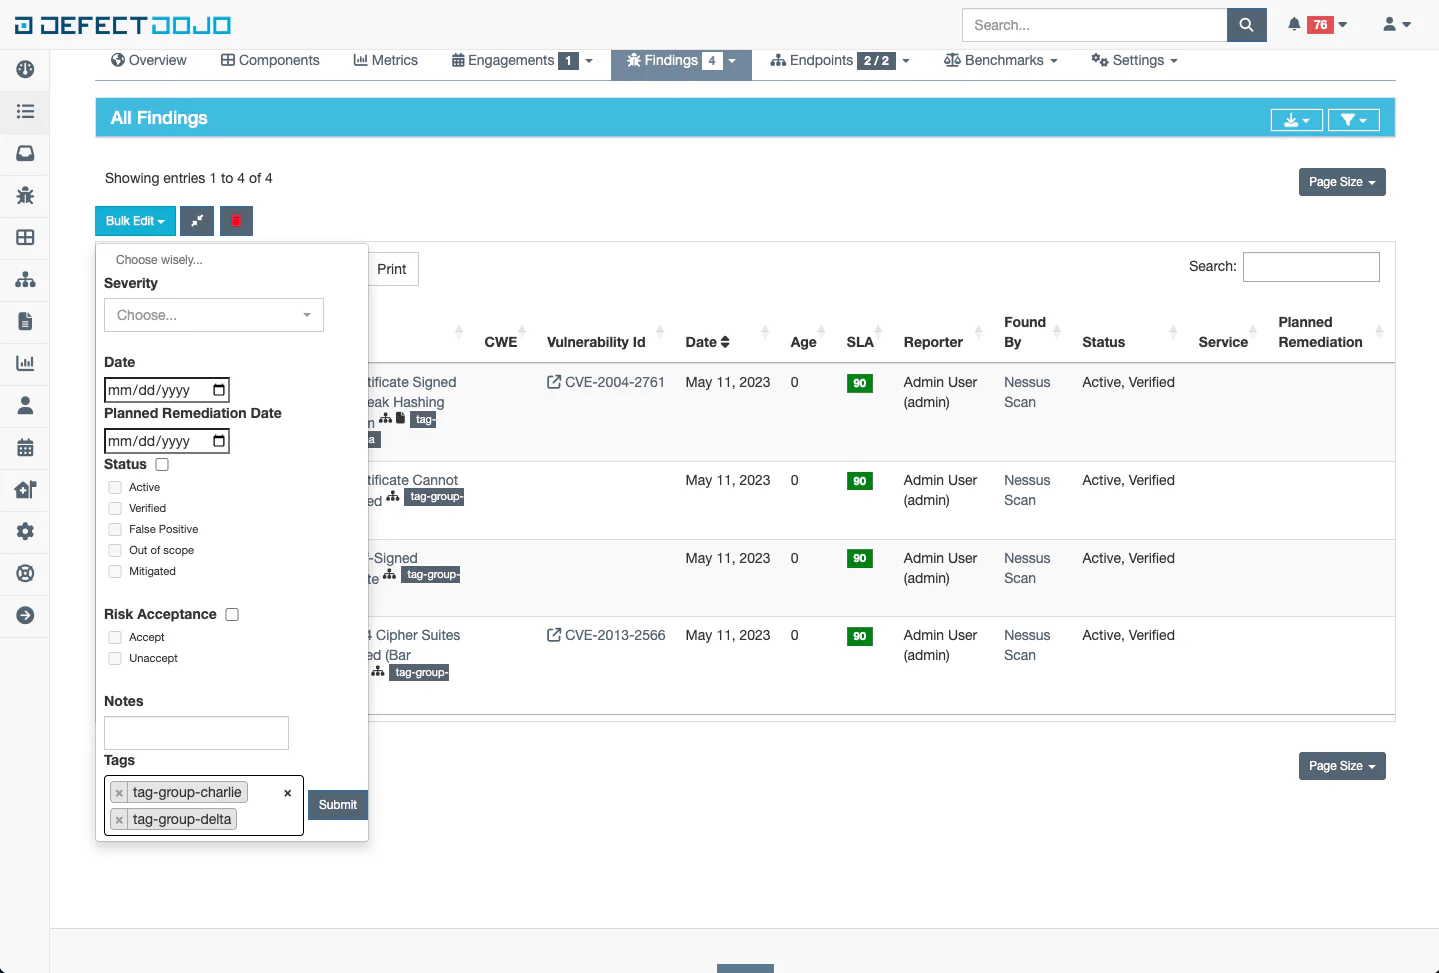 DEFECTDOJO
Search...
76
Overview
Components
Metrics
Engagements 1
Findings 4
Endpoints 2 / 2
Benchmarks
Settings
All Findings
Showing entries 1 to 4 of 4
Page Size
Bulk Edit
Choose wisely...
Severity
Choose...
Date
mm/dd/yyyy
Planned Remediation Date
mm/dd/yyyy
Status
Active
Verified
False Positive
Out of scope
Mitigated
Risk Acceptance
Accept
Unaccept
Notes
Tags
× tag-group-charlie ×
× tag-group-delta
Submit
Print
Search:
CWE
Vulnerability Id
Date
Age
SLA
Reporter
Found
By
Status
Service
Planned
Remediation
tificate Signed
eak Hashing
m tag-
a
CVE-2004-2761
May 11, 2023
0
90
Admin User
(admin)
Nessus
Scan
Active, Verified
tificate Cannot
ed tag-group-
May 11, 2023
0
90
Admin User
(admin)
Nessus
Scan
Active, Verified
f-Signed
te tag-group-
May 11, 2023
0
90
Admin User
(admin)
Nessus
Scan
Active, Verified
4 Cipher Suites
ed (Bar
tag-group-
CVE-2013-2566
May 11, 2023
0
90
Admin User
(admin)
Nessus
Scan
Active, Verified
Page Size